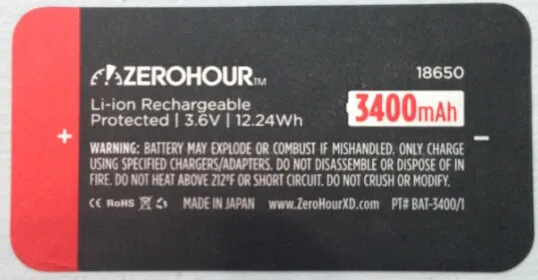 ZEROHOUR™
18650
Li-ion Rechargeable
Protected | 3.6V | 12.24Wh
3400mAh
+
−
WARNING: BATTERY MAY EXPLODE OR COMBUST IF MISHANDLED. ONLY CHARGE
USING SPECIFIED CHARGERS/ADAPTERS. DO NOT DISASSEMBLE OR DISPOSE OF IN
FIRE. DO NOT HEAT ABOVE 212°F OR SHORT CIRCUIT. DO NOT CRUSH OR MODIFY.
CE RoHS MADE IN JAPAN www.ZeroHourXD.com PT# BAT-3400/1